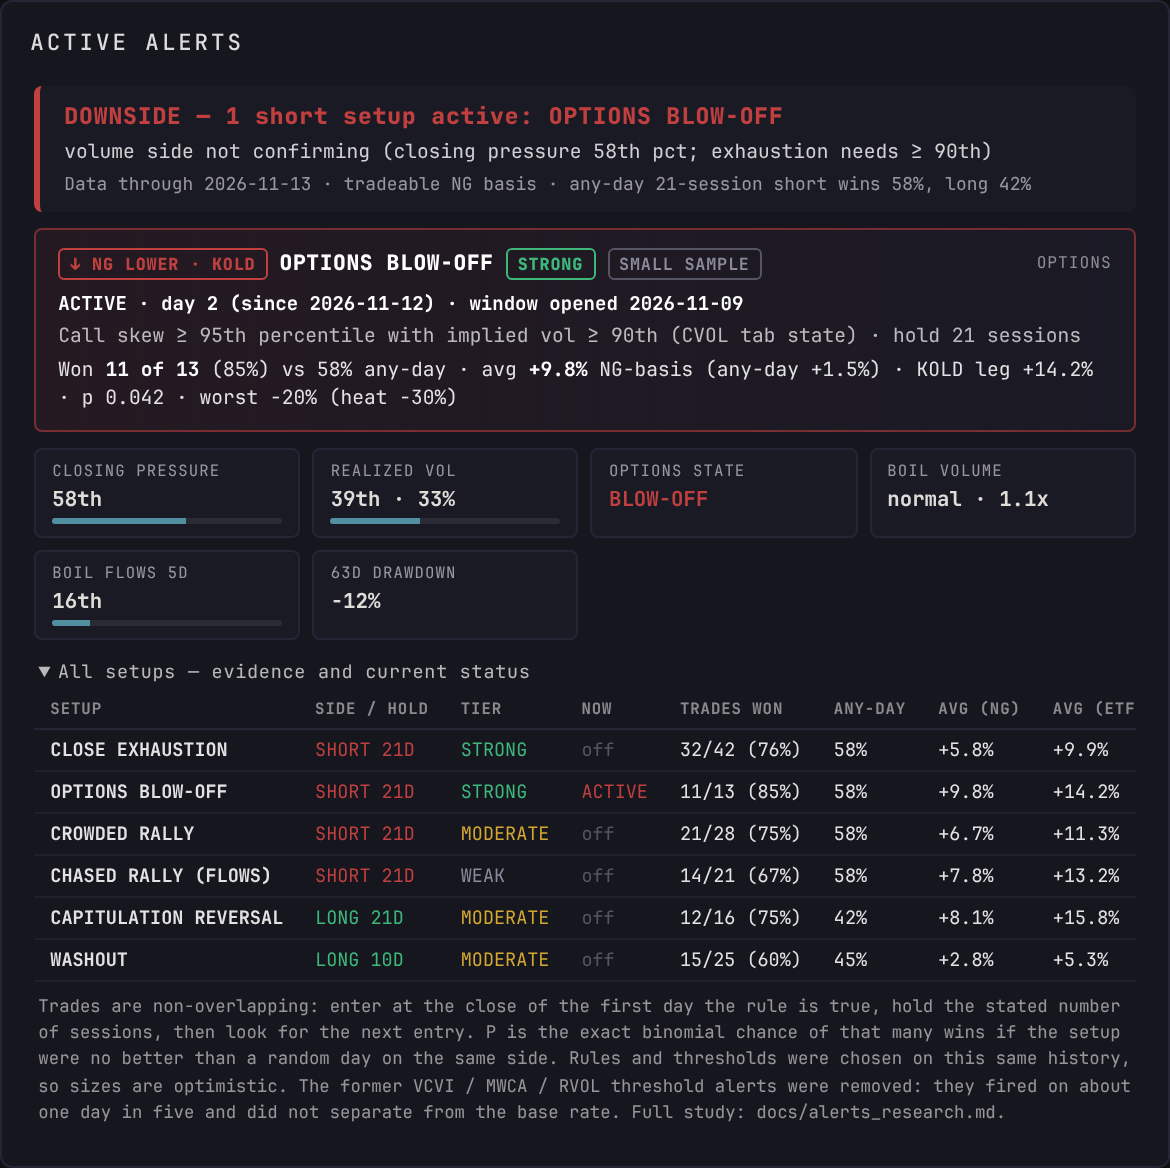 ACTIVE ALERTS
DOWNSIDE — 1 short setup active: OPTIONS BLOW-OFF
volume side not confirming (closing pressure 58th pct; exhaustion needs ≥ 90th)
Data through 2026-11-13 · tradeable NG basis · any-day 21-session short wins 58%, long 42%
↓ NG LOWER · KOLD OPTIONS BLOW-OFF STRONG SMALL SAMPLE OPTIONS
ACTIVE · day 2 (since 2026-11-12) · window opened 2026-11-09
Call skew ≥ 95th percentile with implied vol ≥ 90th (CVOL tab state) · hold 21 sessions
Won 11 of 13 (85%) vs 58% any-day · avg +9.8% NG-basis (any-day +1.5%) · KOLD leg +14.2%
· p 0.042 · worst -20% (heat -30%)
CLOSING PRESSURE REALIZED VOL OPTIONS STATE BOIL VOLUME
58th 39th · 33% BLOW-OFF normal · 1.1x
BOIL FLOWS 5D 63D DRAWDOWN
16th -12%
▼ All setups — evidence and current status
SETUP SIDE / HOLD TIER NOW TRADES WON ANY-DAY AVG (NG) AVG (ETF
CLOSE EXHAUSTION SHORT 21D STRONG off 32/42 (76%) 58% +5.8% +9.9%
OPTIONS BLOW-OFF SHORT 21D STRONG ACTIVE 11/13 (85%) 58% +9.8% +14.2%
CROWDED RALLY SHORT 21D MODERATE off 21/28 (75%) 58% +6.7% +11.3%
CHASED RALLY (FLOWS) SHORT 21D WEAK off 14/21 (67%) 58% +7.8% +13.2%
CAPITULATION REVERSAL LONG 21D MODERATE off 12/16 (75%) 42% +8.1% +15.8%
WASHOUT LONG 10D MODERATE off 15/25 (60%) 45% +2.8% +5.3%
Trades are non-overlapping: enter at the close of the first day the rule is true, hold the stated number
of sessions, then look for the next entry. P is the exact binomial chance of that many wins if the setup
were no better than a random day on the same side. Rules and thresholds were chosen on this same history,
so sizes are optimistic. The former VCVI / MWCA / RVOL threshold alerts were removed: they fired on about
one day in five and did not separate from the base rate. Full study: docs/alerts_research.md.